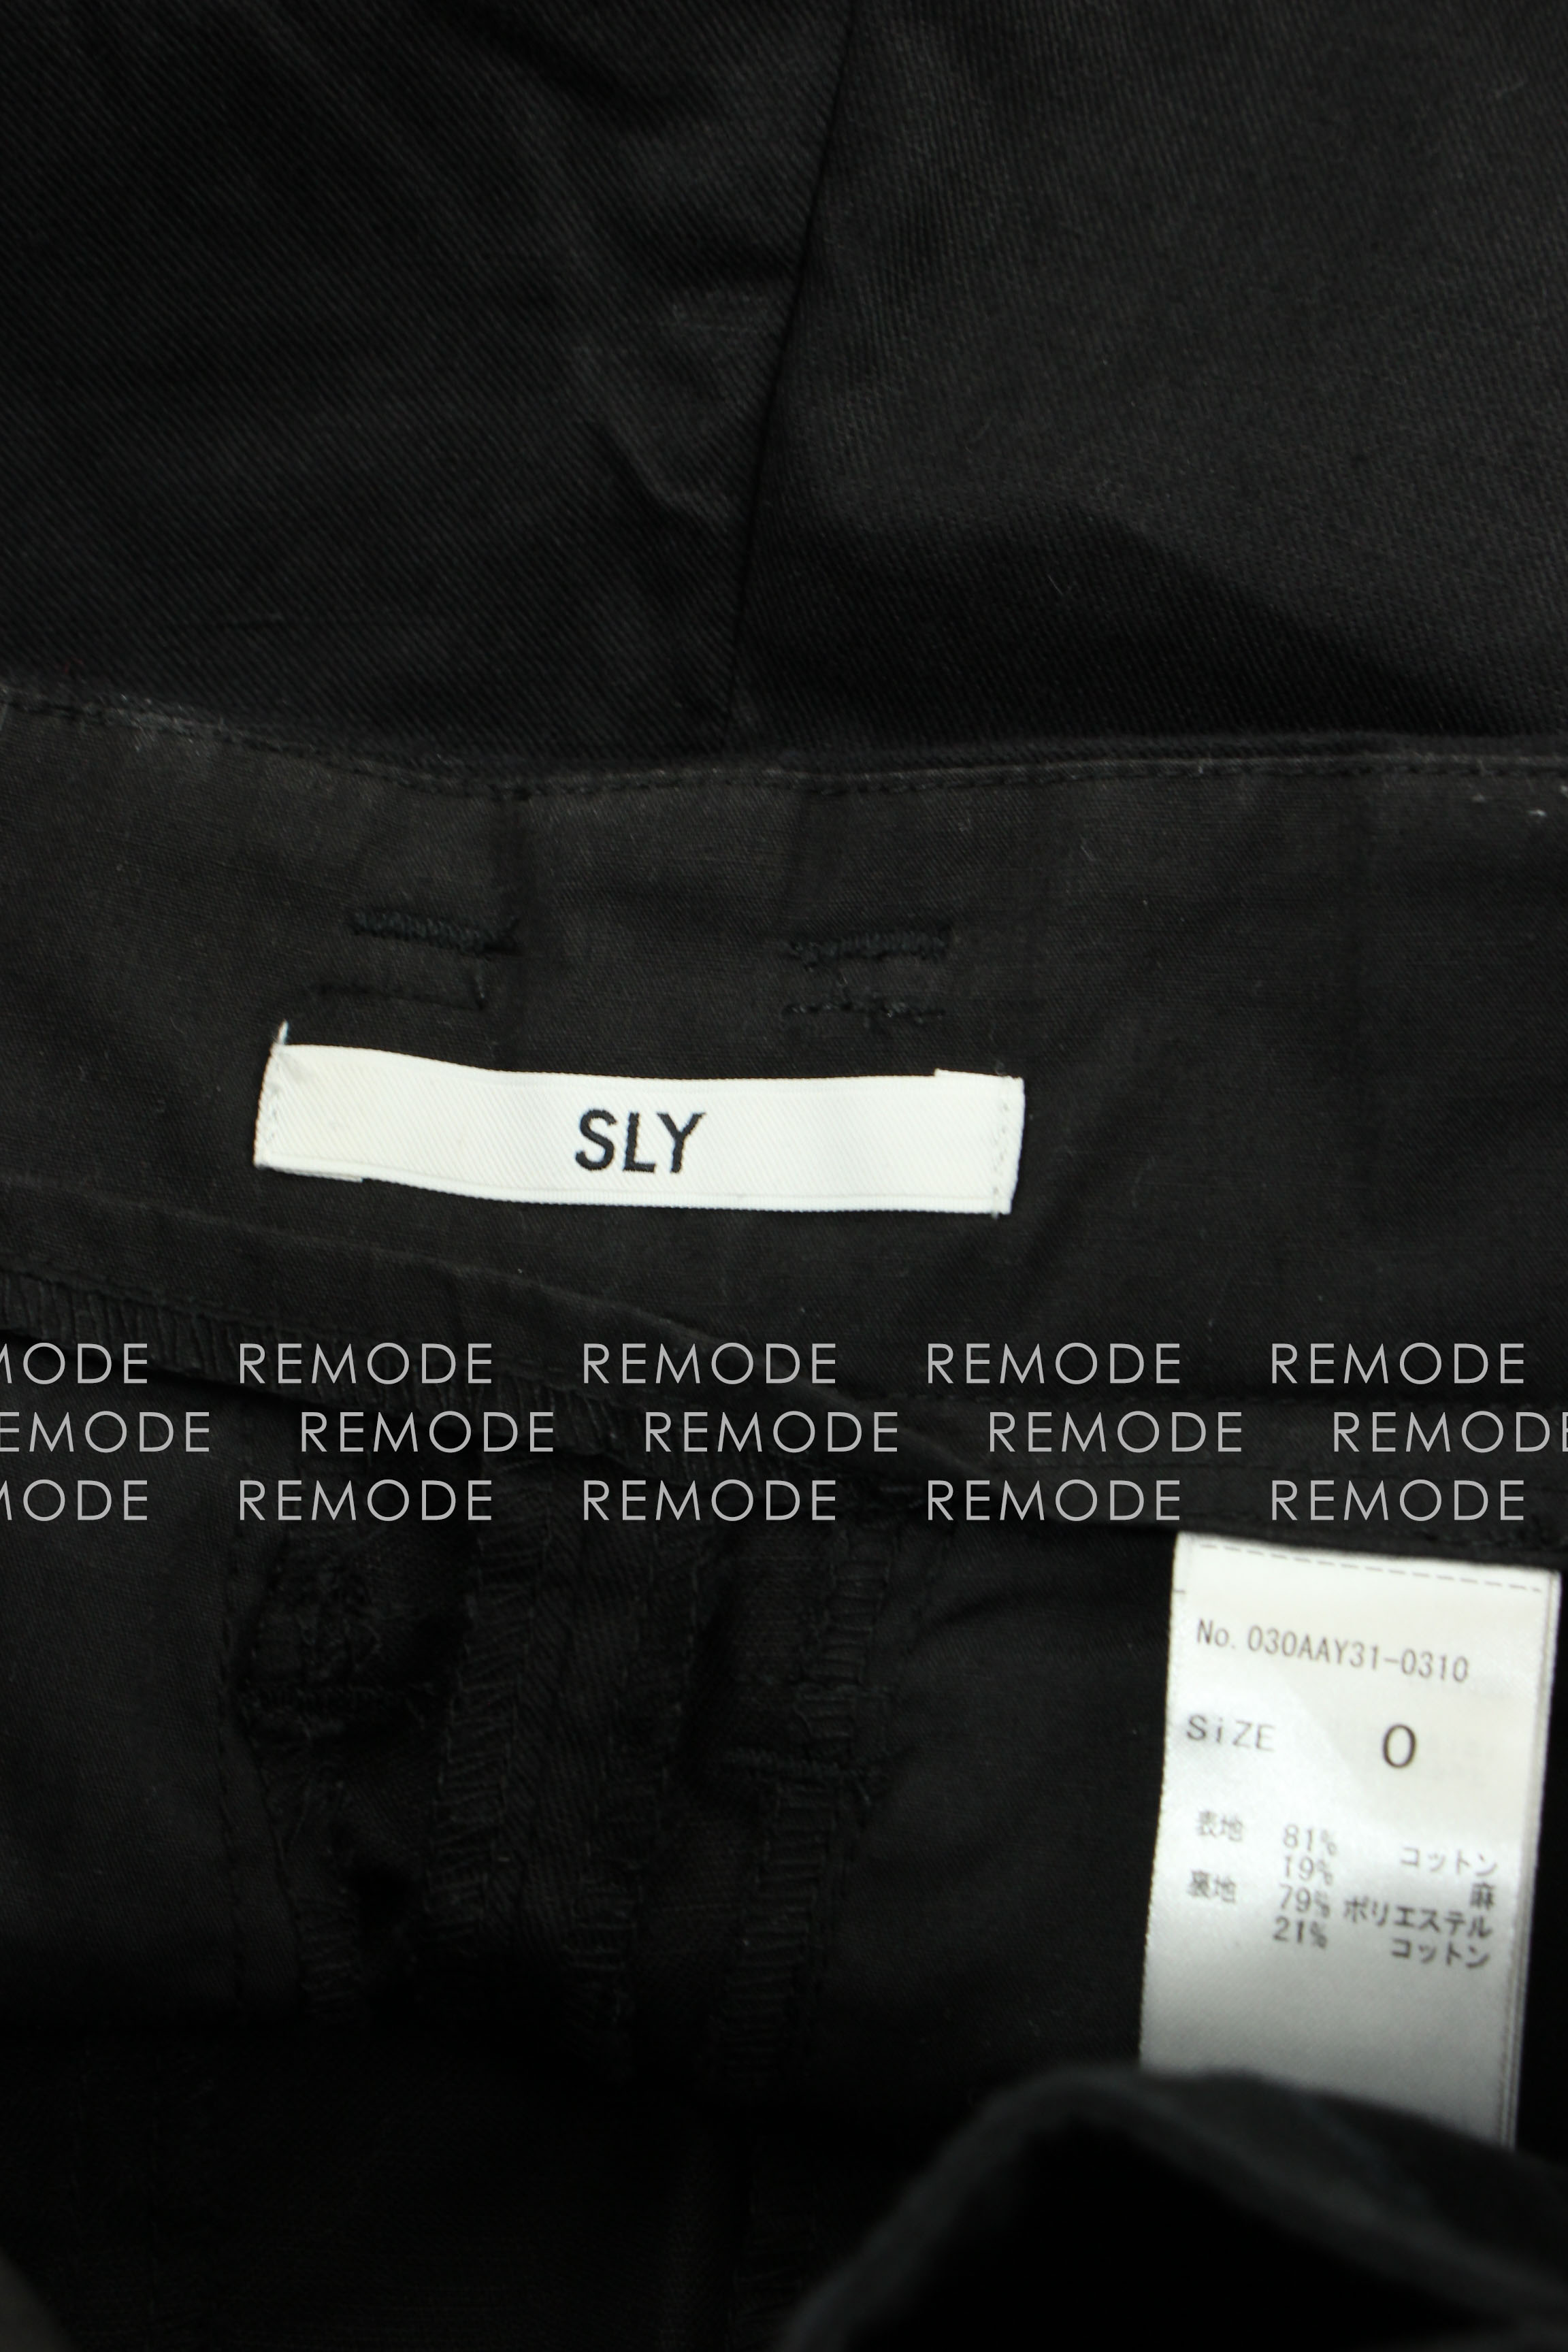 SLY
MODE REMODE REMODE REMODE REMODE
EMODE REMODE REMODE REMODE REMODE
MODE REMODE REMODE REMODE REMODE
No. 030AAY31-0310
SiZE 0
表地 81% コットン
19% 麻
裏地 79% ポリエステル
21% コットン